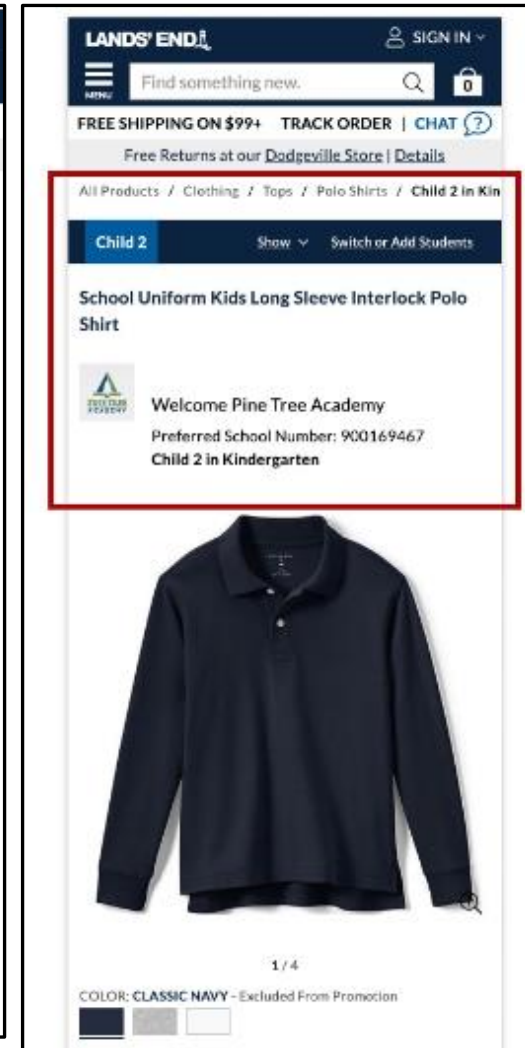 LANDS' END
SIGN IN
MENU
Find something new.
0
FREE SHIPPING ON $99+ TRACK ORDER | CHAT ?
Free Returns at our Dodgeville Store | Details
All Products / Clothing / Tops / Polo Shirts / Child 2 in Kin
Child 2 Show Switch or Add Students
School Uniform Kids Long Sleeve Interlock Polo
Shirt
ACADEMY
Welcome Pine Tree Academy
Preferred School Number: 900169467
Child 2 in Kindergarten
1 / 4
COLOR: CLASSIC NAVY - Excluded From Promotion